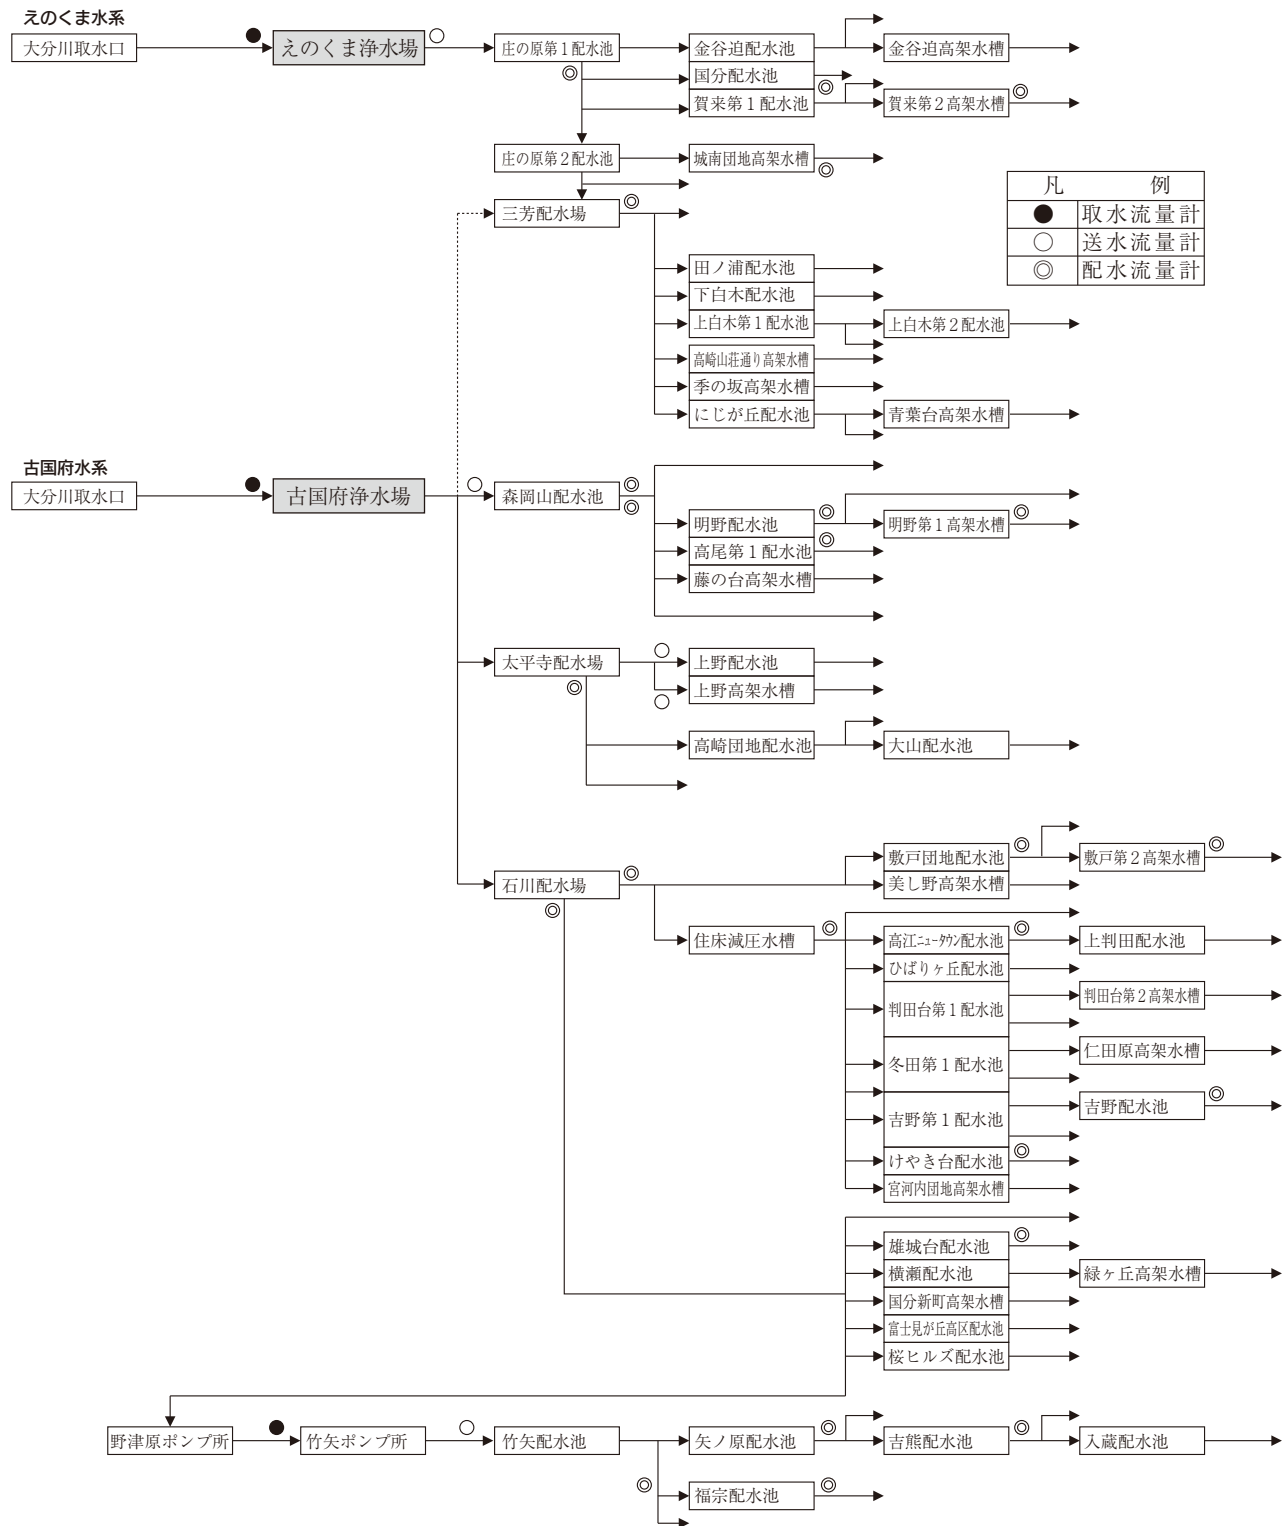 えのくま水系
大分川取水口
えのくま浄水場
庄の原第1配水池
金谷迫配水池
金谷迫高架水槽
国分配水池
賀来第1配水池
賀来第2高架水槽
庄の原第2配水池
城南団地高架水槽
三芳配水場
凡 例
● 取水流量計
○ 送水流量計
◎ 配水流量計
田ノ浦配水池
下白木配水池
上白木第1配水池
上白木第2配水池
高崎山荘通り高架水槽
季の坂高架水槽
にじが丘配水池
青葉台高架水槽
古国府水系
大分川取水口
古国府浄水場
森岡山配水池
明野配水池
明野第1高架水槽
高尾第1配水池
藤の台高架水槽
太平寺配水場
上野配水池
上野高架水槽
高崎団地配水池
大山配水池
石川配水場
敷戸団地配水池
敷戸第2高架水槽
美し野高架水槽
住床減圧水槽
高江ニュータウン配水池
上判田配水池
ひばりヶ丘配水池
判田台第1配水池
判田台第2高架水槽
冬田第1配水池
仁田原高架水槽
吉野第1配水池
吉野配水池
けやき台配水池
宮河内団地高架水槽
雄城台配水池
横瀬配水池
緑ヶ丘高架水槽
国分新町高架水槽
富士見が丘高区配水池
桜ヒルズ配水池
野津原ポンプ所
竹矢ポンプ所
竹矢配水池
矢ノ原配水池
吉熊配水池
入蔵配水池
福宗配水池